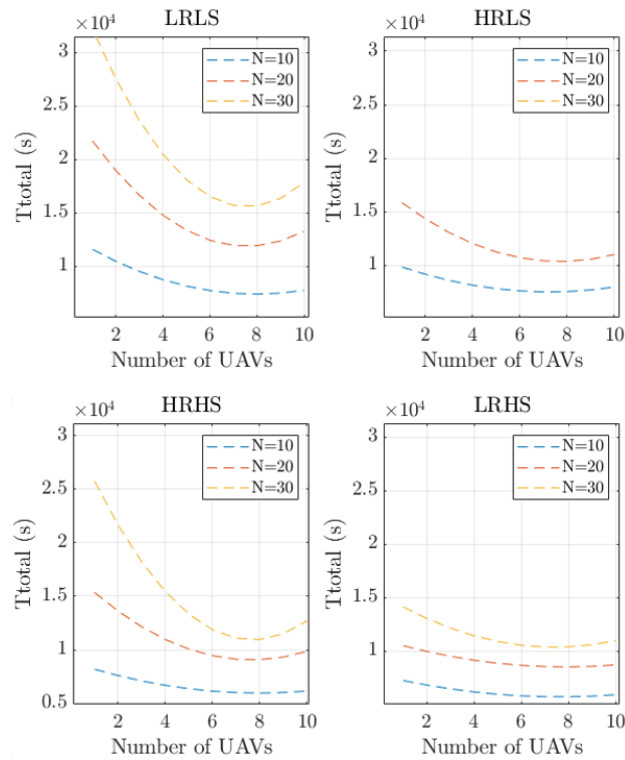 ×10⁴ LRLS
3
2.5
2
1.5
1
Ttotal (s)
N=10
N=20
N=30
2 4 6 8 10
Number of UAVs
×10⁴ HRLS
3
2.5
2
1.5
1
Ttotal (s)
N=10
N=20
N=30
2 4 6 8 10
Number of UAVs
×10⁴ HRHS
3
2.5
2
1.5
1
0.5
Ttotal (s)
N=10
N=20
N=30
2 4 6 8 10
Number of UAVs
×10⁴ LRHS
3
2.5
2
1.5
1
Ttotal (s)
N=10
N=20
N=30
2 4 6 8 10
Number of UAVs